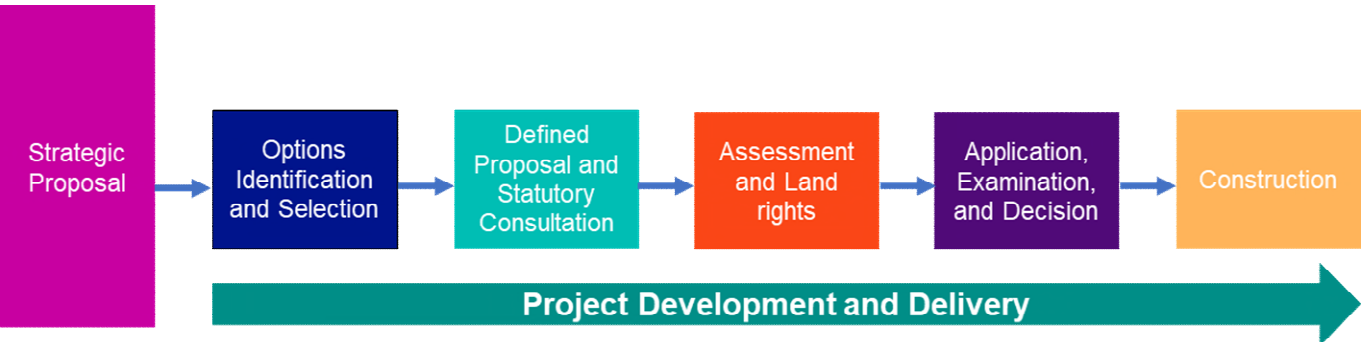 Strategic
Proposal
Options
Identification
and Selection
Defined
Proposal and
Statutory
Consultation
Assessment
and Land
rights
Application,
Examination,
and Decision
Construction
Project Development and Delivery